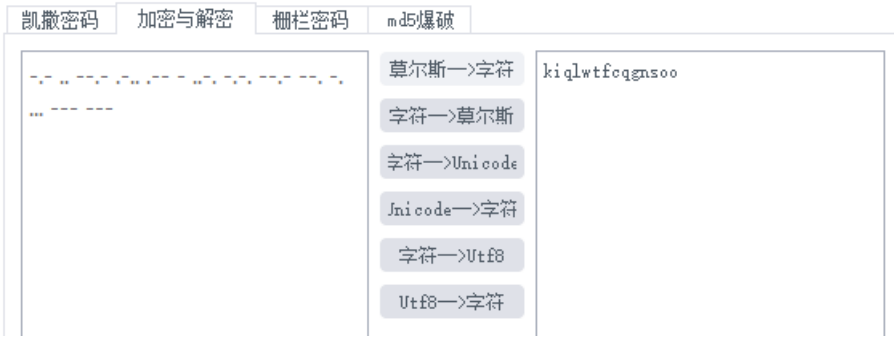 凯撒密码 加密与解密 栅栏密码 md5爆破
-.- .. --.- .-.. .-- - ..-. -.-. --.- --. -.
... --- ---
莫尔斯—>字符
字符—>莫尔斯
字符—>Unicode
Unicode—>字符
字符—>Utf8
Utf8—>字符
kiqlwtfcqgnsoo